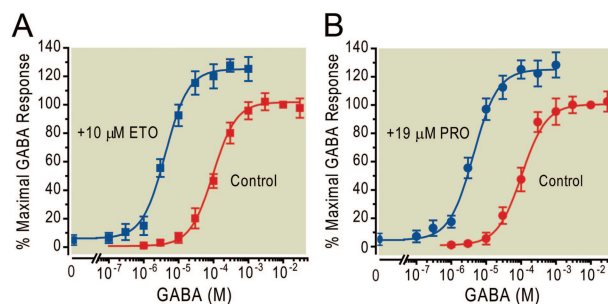 A
% Maximal GABA Response
140
120
100
80
60
40
20
0
+10 μM ETO
Control
0 10⁻⁷ 10⁻⁶ 10⁻⁵ 10⁻⁴ 10⁻³ 10⁻²
GABA (M)
B
% Maximal GABA Response
140
120
100
80
60
40
20
0
+19 μM PRO
Control
0 10⁻⁷ 10⁻⁶ 10⁻⁵ 10⁻⁴ 10⁻³ 10⁻²
GABA (M)